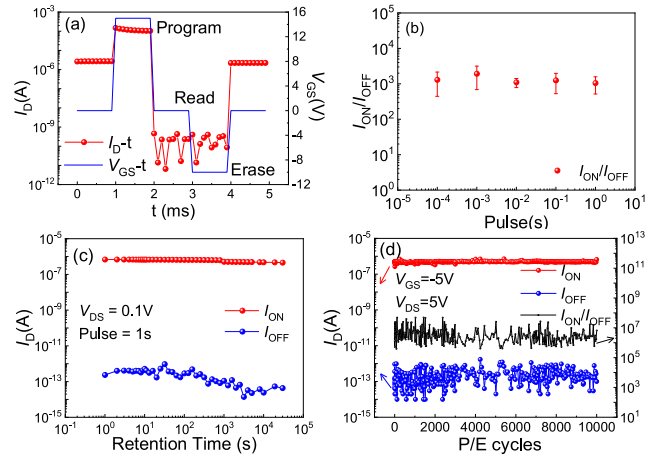 (a)
Program
Read
Erase
I_D-t
V_GS-t
I_D(A)
10^-3
10^-6
10^-9
10^-12
V_GS(V)
16
12
8
4
0
-4
-8
-12
0 1 2 3 4 5
t (ms)
(b)
I_ON/I_OFF
10^4
10^3
10^2
10^1
10^0
I_ON/I_OFF
10^-5 10^-4 10^-3 10^-2 10^-1 10^0 10^1
Pulse(s)
(c)
I_D(A)
10^-5
10^-7
10^-9
10^-11
10^-13
10^-15
V_DS = 0.1V
Pulse = 1s
I_ON
I_OFF
10^0 10^1 10^2 10^3 10^4 10^5
Retention Time (s)
(d)
I_D(A)
10^-5
10^-7
10^-9
10^-11
10^-13
10^-15
V_GS=-5V
V_DS=5V
I_ON
I_OFF
I_ON/I_OFF
10^13
10^11
10^9
10^7
10^5
10^3
10^1
0 2000 4000 6000 8000 10000
P/E cycles